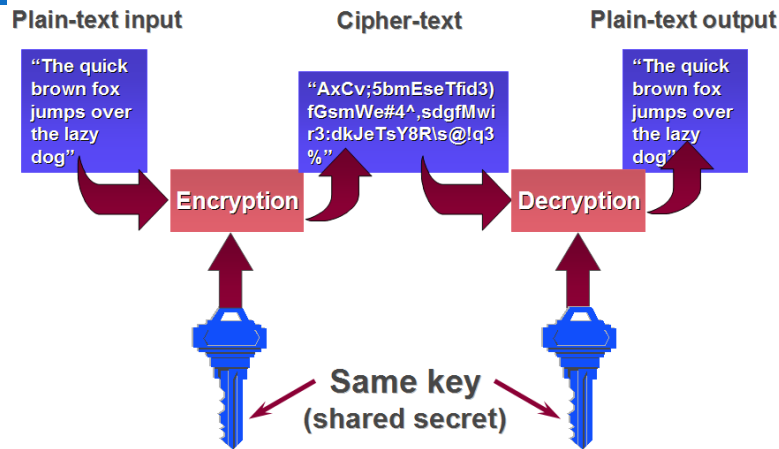 Plain-text input
Cipher-text
Plain-text output
“The quick
brown fox
jumps over
the lazy
dog”
“AxCv;5bmEseTfid3)
fGsmWe#4^,sdgfMwi
r3:dkJeTsY8R\s@!q3
%”
“The quick
brown fox
jumps over
the lazy
dog”
Encryption
Decryption
Same key
(shared secret)